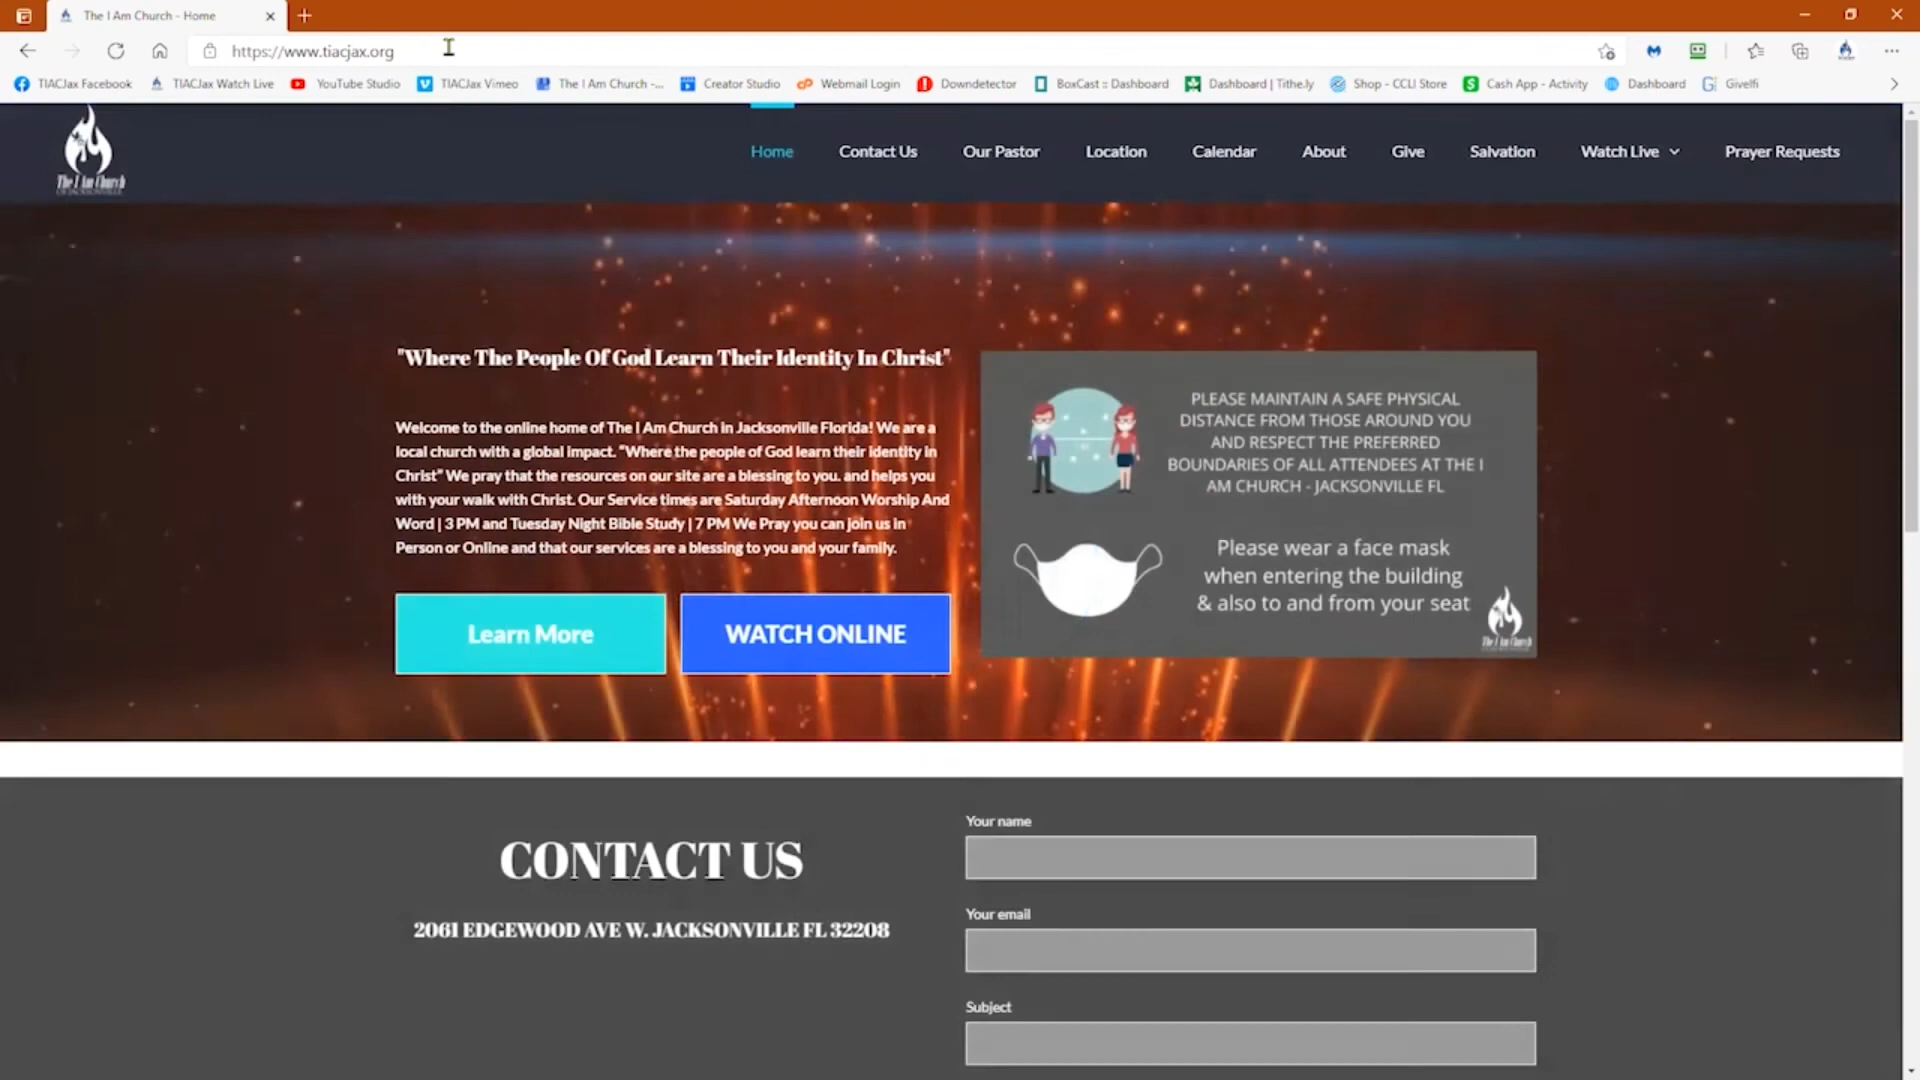 The I Am Church - Home
https://www.tiacjax.org
TIACJax Facebook
TIACJax Watch Live
YouTube Studio
TIACJax Vimeo
The I Am Church -...
Creator Studio
Webmail Login
Downdetector
BoxCast :: Dashboard
Dashboard | Tithe.ly
Shop - CCLI Store
Cash App - Activity
Dashboard
Givelfi
The I Am Church
OF JACKSONVILLE
Home
Contact Us
Our Pastor
Location
Calendar
About
Give
Salvation
Watch Live
Prayer Requests
"Where The People Of God Learn Their Identity In Christ"
Welcome to the online home of The I Am Church in Jacksonville Florida! We are a
local church with a global impact. “Where the people of God learn their identity in
Christ” We pray that the resources on our site are a blessing to you. and helps you
with your walk with Christ. Our Service times are Saturday Afternoon Worship And
Word | 3 PM and Tuesday Night Bible Study | 7 PM We Pray you can join us in
Person or Online and that our services are a blessing to you and your family.
Learn More
WATCH ONLINE
PLEASE MAINTAIN A SAFE PHYSICAL
DISTANCE FROM THOSE AROUND YOU
AND RESPECT THE PREFERRED
BOUNDARIES OF ALL ATTENDEES AT THE I
AM CHURCH - JACKSONVILLE FL
Please wear a face mask
when entering the building
& also to and from your seat
The I Am Church
CONTACT US
2061 EDGEWOOD AVE W. JACKSONVILLE FL 32208
Your name
Your email
Subject